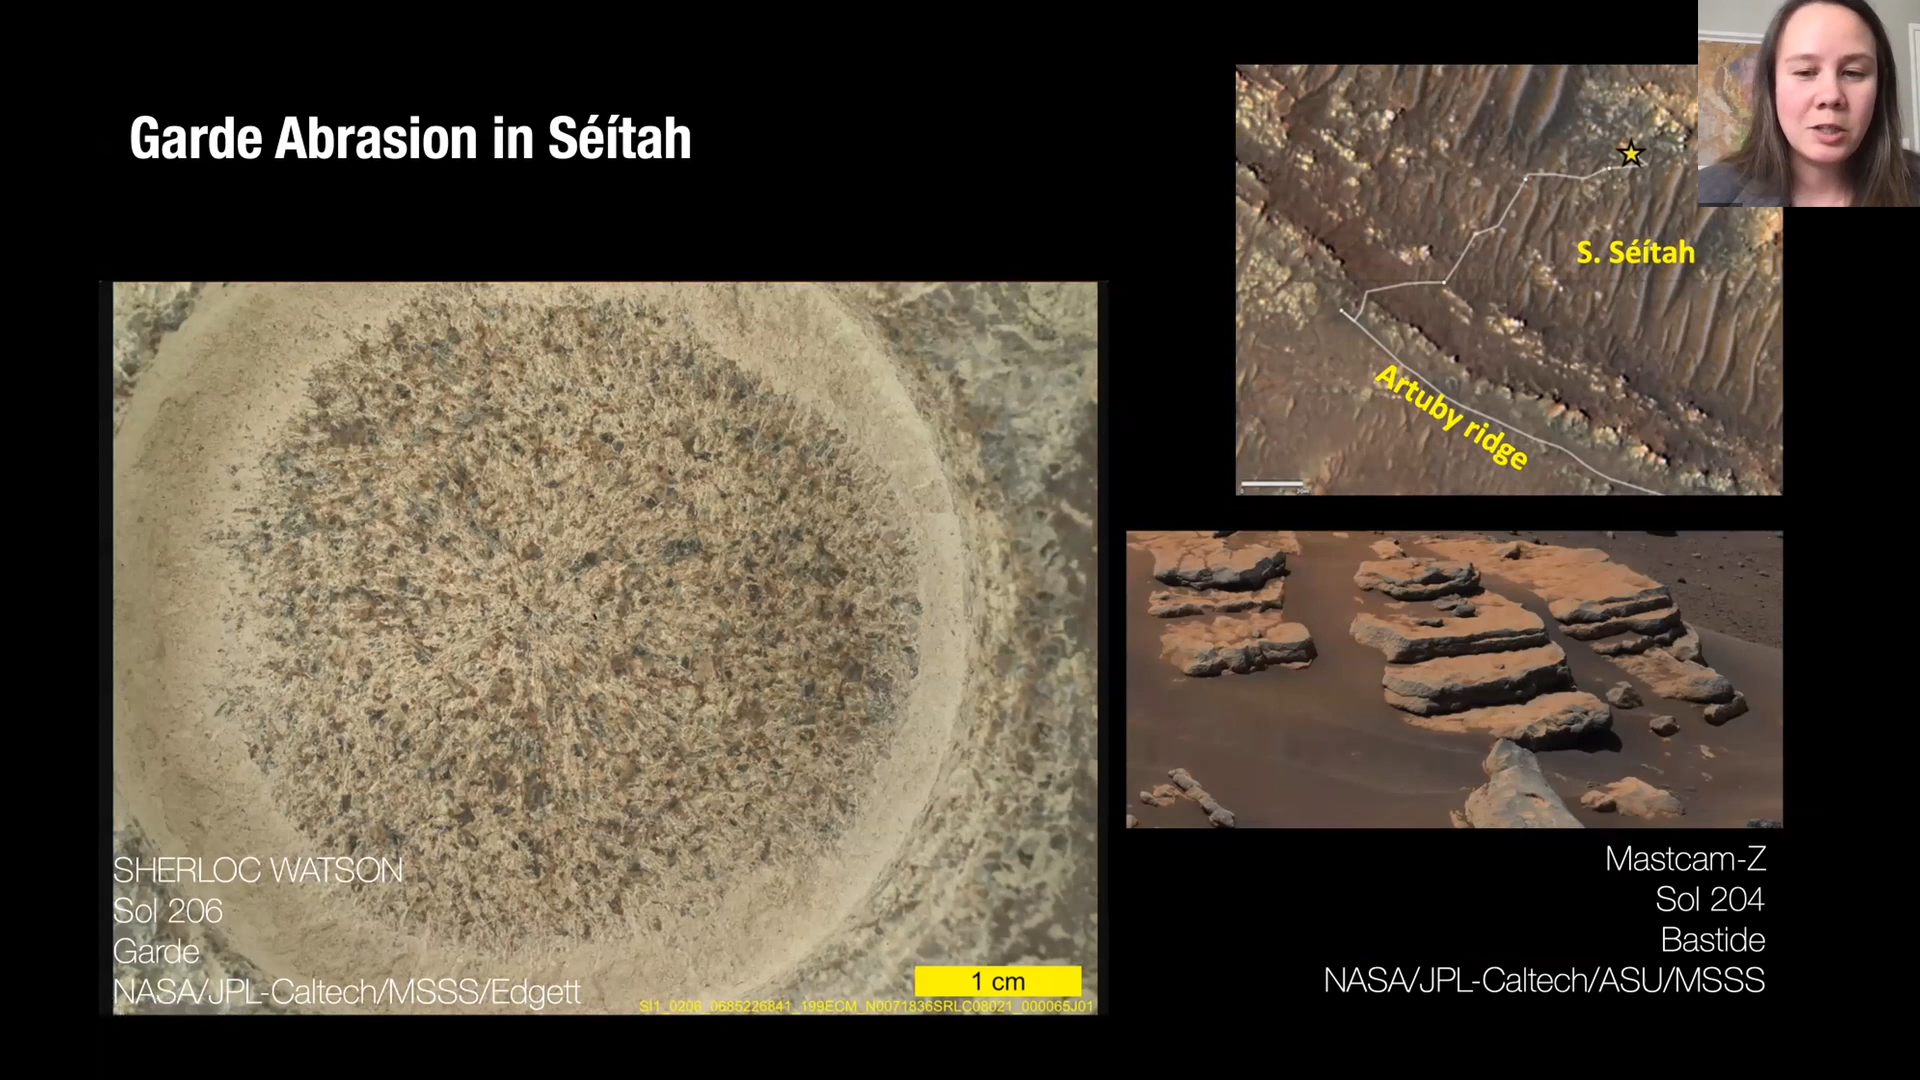 Garde Abrasion in Séítah
S. Séítah
Artuby ridge
SHERLOC WATSON
Sol 206
Garde
NASA/JPL-Caltech/MSSS/Edgett
1 cm
SI1_0206_0685226841_199ECM_N0071836SRLC08021_000065J01
Mastcam-Z
Sol 204
Bastide
NASA/JPL-Caltech/ASU/MSSS